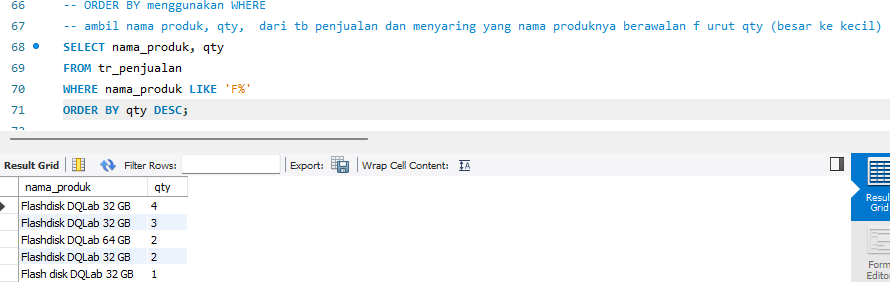 66 -- ORDER BY menggunakan WHERE
67 -- ambil nama produk, qty,  dari tb penjualan dan menyaring yang nama produknya berawalan f urut qty (besar ke kecil)
68 SELECT nama_produk, qty
69 FROM tr_penjualan
70 WHERE nama_produk LIKE 'F%'
71 ORDER BY qty DESC;
Result Grid Filter Rows: Export: Wrap Cell Content:
nama_produk qty
Flashdisk DQLab 32 GB 4
Flashdisk DQLab 32 GB 3
Flashdisk DQLab 64 GB 2
Flashdisk DQLab 32 GB 2
Flash disk DQLab 32 GB 1
Grid